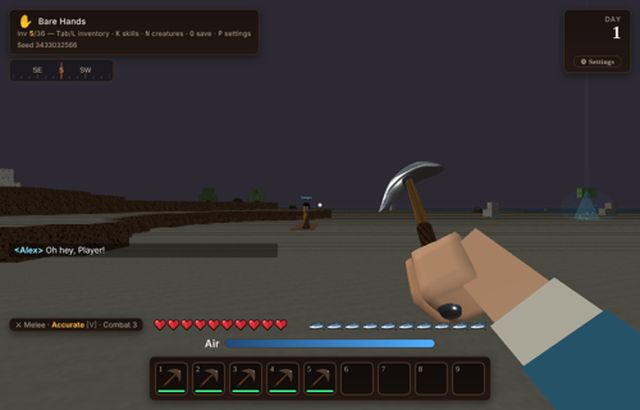 Bare Hands
Inv 5/36 — Tab/L inventory · K skills · N creatures · O save · P settings
Seed 3433032566
SE S SW
DAY
1
Settings
<Alex> Oh hey, Player!
Melee · Accurate [V] · Combat 3
Air
1 2 3 4 5 6 7 8 9